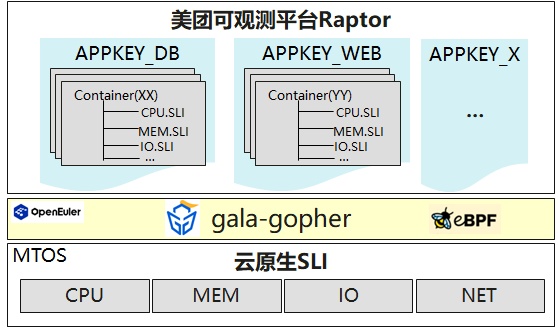 美团可观测平台Raptor
APPKEY_DB
APPKEY_WEB
APPKEY_X
Container(XX)
CPU.SLI
MEM.SLI
IO.SLI
...
Container(YY)
CPU.SLI
MEM.SLI
IO.SLI
...
...
OpenEuler
gala-gopher
eBPF
MTOS
云原生SLI
CPU
MEM
IO
NET